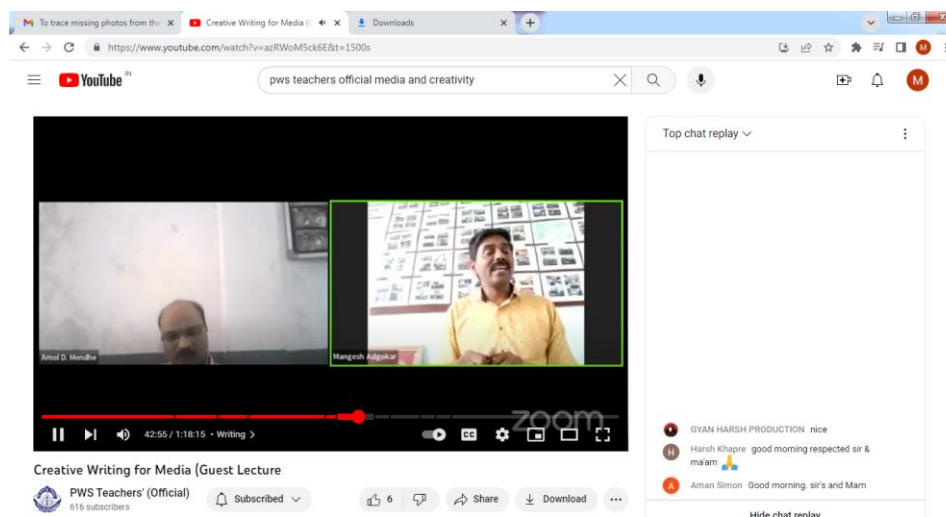 To trace missing photos from the
Creative Writing for Media (
Downloads
https://www.youtube.com/watch?v=azRWoM5ck6E&t=1500s
M
YouTube IN
pws teachers official media and creativity
M
Top chat replay
Amol D. Mendhe
Mangesh Adgokar
zoom
42:55 / 1:18:15 • Writing >
CC
GYAN HARSH PRODUCTION nice
H Harsh Khapre good morning respected sir &
ma'am
A Aman Simon Good morning. sir's and Mam
Hide chat replay
Creative Writing for Media (Guest Lecture
PWS Teachers' (Official)
616 subscribers
Subscribed
6
Share
Download